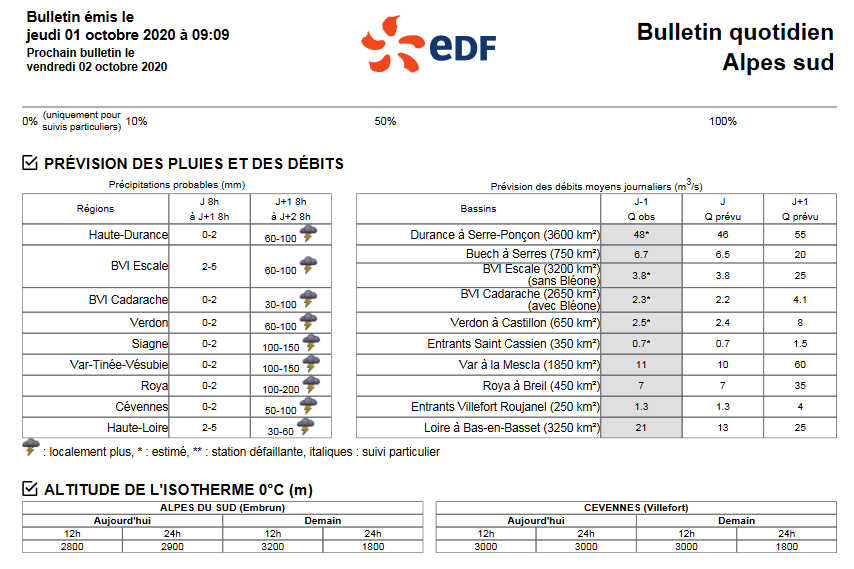 Bulletin émis le
jeudi 01 octobre 2020 à 09:09
Prochain bulletin le
vendredi 02 octobre 2020
eDF
Bulletin quotidien
Alpes sud
0% (uniquement pour suivis particuliers) 10% 50% 100%
PRÉVISION DES PLUIES ET DES DÉBITS
Précipitations probables (mm)
Régions J 8h à J+1 8h J+1 8h à J+2 8h
Haute-Durance 0-2 60-100
BVI Escale 2-5 60-100
BVI Cadarache 0-2 30-100
Verdon 0-2 60-100
Siagne 0-2 100-150
Var-Tinée-Vésubie 0-2 100-150
Roya 0-2 100-200
Cévennes 0-2 50-100
Haute-Loire 2-5 30-60
Prévision des débits moyens journaliers (m3/s)
Bassins J-1 Q obs J Q prévu J+1 Q prévu
Durance à Serre-Ponçon (3600 km²) 48* 46 55
Buech à Serres (750 km²) 6.7 6.5 20
BVI Escale (3200 km²) (sans Bléone) 3.8* 3.8 25
BVI Cadarache (2650 km²) (avec Bléone) 2.3* 2.2 4.1
Verdon à Castillon (650 km²) 2.5* 2.4 8
Entrants Saint Cassien (350 km²) 0.7* 0.7 1.5
Var à la Mescla (1850 km²) 11 10 60
Roya à Breil (450 km²) 7 7 35
Entrants Villefort Roujanel (250 km²) 1.3 1.3 4
Loire à Bas-en-Basset (3250 km²) 21 13 25
: localement plus, * : estimé, ** : station défaillante, italiques : suivi particulier
ALTITUDE DE L'ISOTHERME 0°C (m)
ALPES DU SUD (Embrun)
Aujourd'hui Demain
12h 24h 12h 24h
2800 2900 3200 1800
CEVENNES (Villefort)
Aujourd'hui Demain
12h 24h 12h 24h
3000 3000 3000 1800